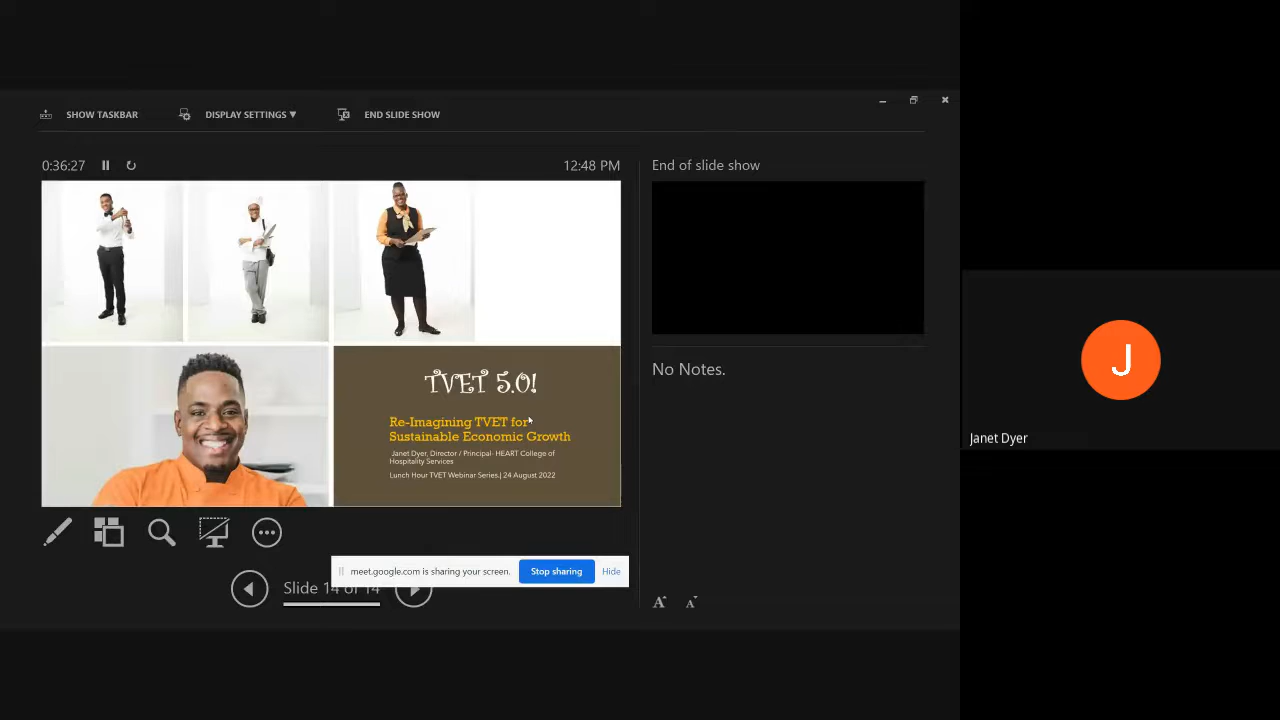 SHOW TASKBAR
DISPLAY SETTINGS ▼
END SLIDE SHOW
0:36:27
12:48 PM
End of slide show
TVET 5.0!
Re-Imagining TVET for
Sustainable Economic Growth
Janet Dyer, Director / Principal- HEART College of
Hospitality Services
Lunch Hour TVET Webinar Series.| 24 August 2022
No Notes.
J
Janet Dyer
meet.google.com is sharing your screen.
Stop sharing
Hide
Slide 14 of 14
A
A